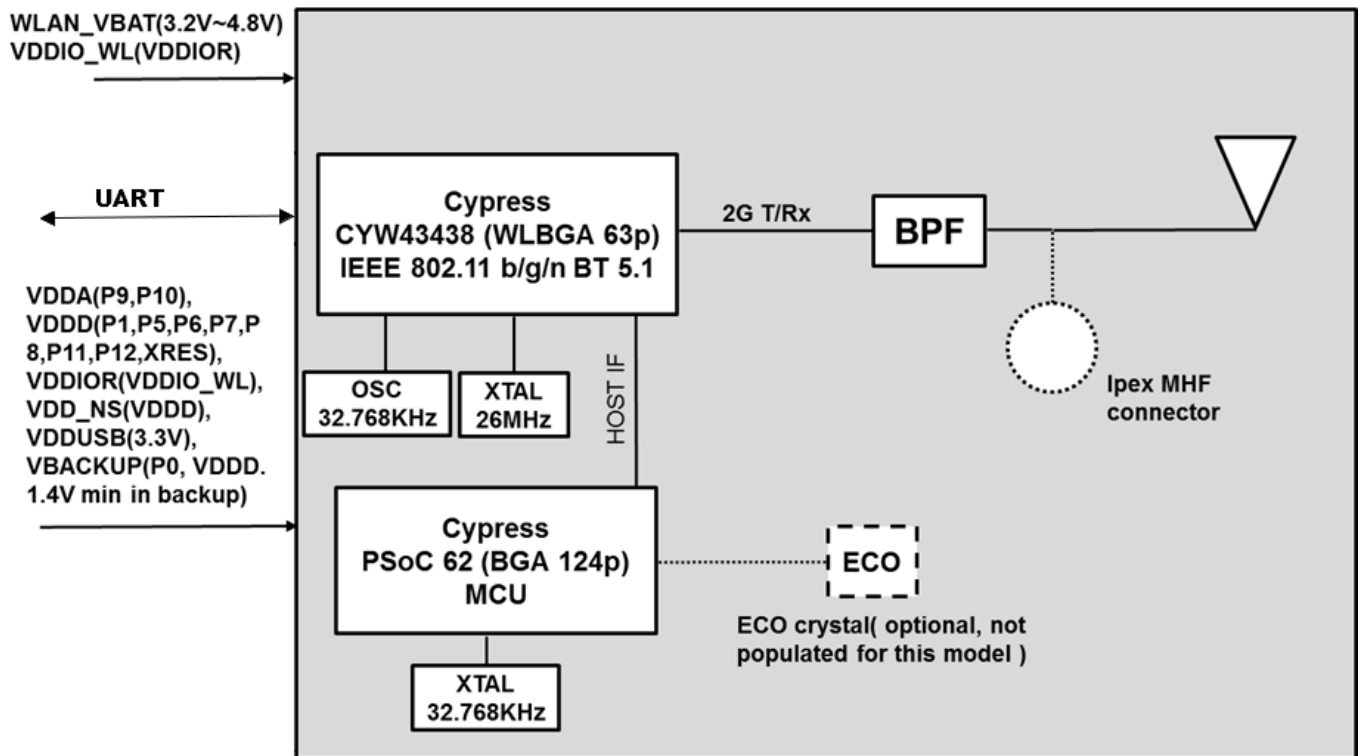 WLAN_VBAT(3.2V~4.8V)
VDDIO_WL(VDDIOR)
UART
VDDA(P9,P10),
VDDD(P1,P5,P6,P7,P
8,P11,P12,XRES),
VDDIOR(VDDIO_WL),
VDD_NS(VDDD),
VDDUSB(3.3V),
VBACKUP(P0, VDDD.
1.4V min in backup)
Cypress
CYW43438 (WLBGA 63p)
IEEE 802.11 b/g/n BT 5.1
2G T/Rx
BPF
OSC
32.768KHz
XTAL
26MHz
HOST IF
Ipex MHF
connector
Cypress
PSoC 62 (BGA 124p)
MCU
ECO
ECO crystal( optional, not
populated for this model )
XTAL
32.768KHz